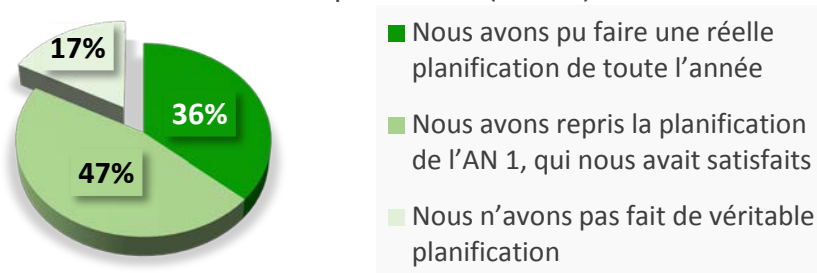 17%
36%
47%
Nous avons pu faire une réelle
planification de toute l’année
Nous avons repris la planification
de l’AN 1, qui nous avait satisfaits
Nous n’avons pas fait de véritable
planification